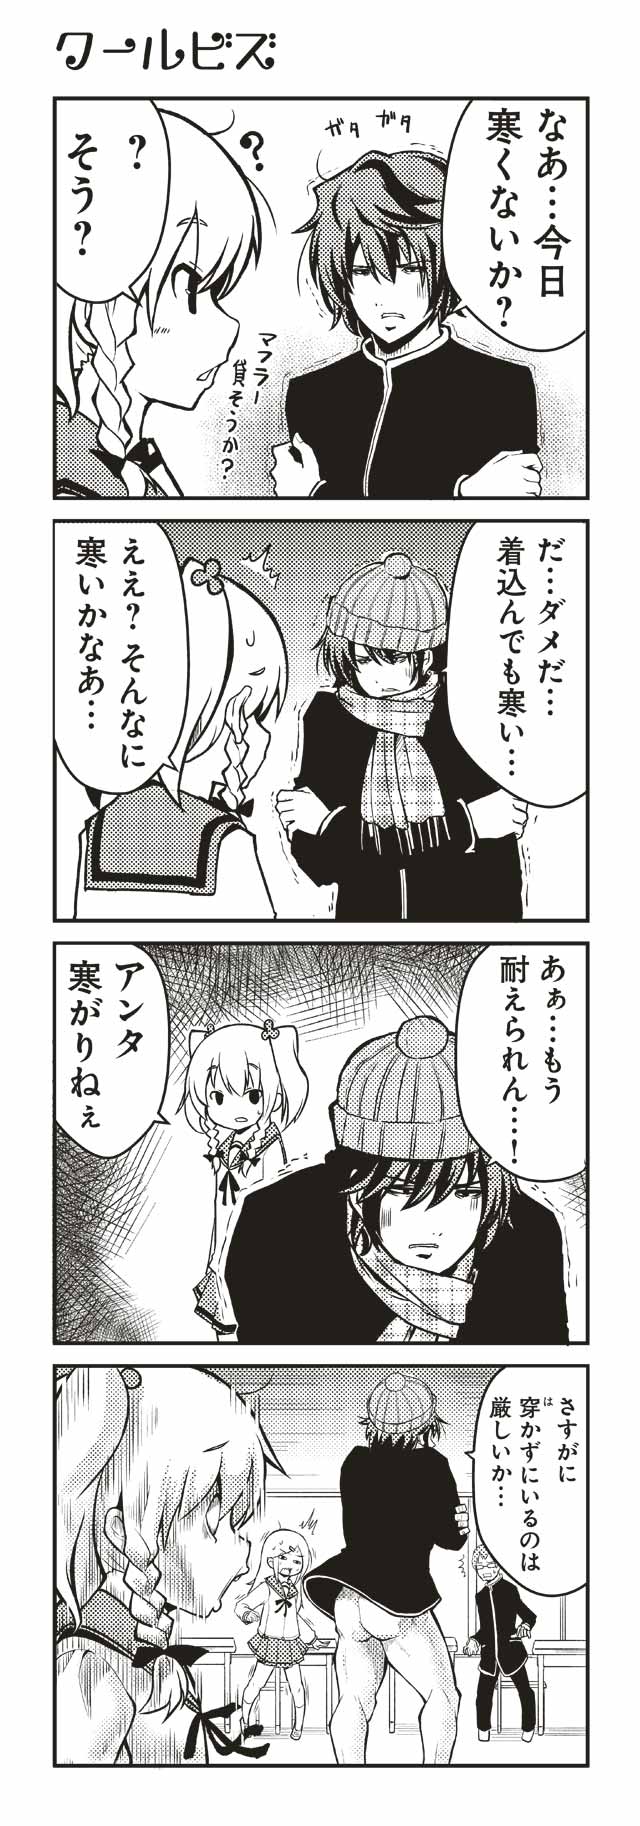 クールビズ
なあ…今日
寒くないか？
ガタ
ガタ
？
？
そう？
マフラー
貸そうか？
だ…ダメだ…
着込んでも寒い…
ええ？そんなに
寒いかなあ…
あぁ…もう
耐えられん…！
アンタ
寒がりねぇ
さすがに
穿かずにいるのは
は
厳しいか…